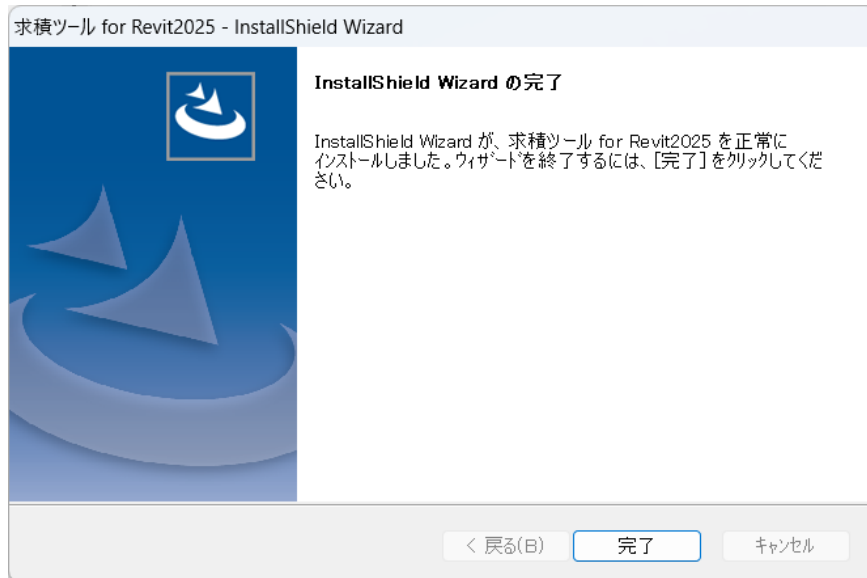 求積ツール for Revit2025 - InstallShield Wizard
InstallShield Wizard の完了
InstallShield Wizard が、求積ツール for Revit2025 を正常に
ｲﾝｽﾄｰﾙしました。ｳｨｻﾞｰﾄﾞを終了するには、[完了] をｸﾘｯｸしてくだ
さい。
< 戻る(B)
完了
ｷｬﾝｾﾙ